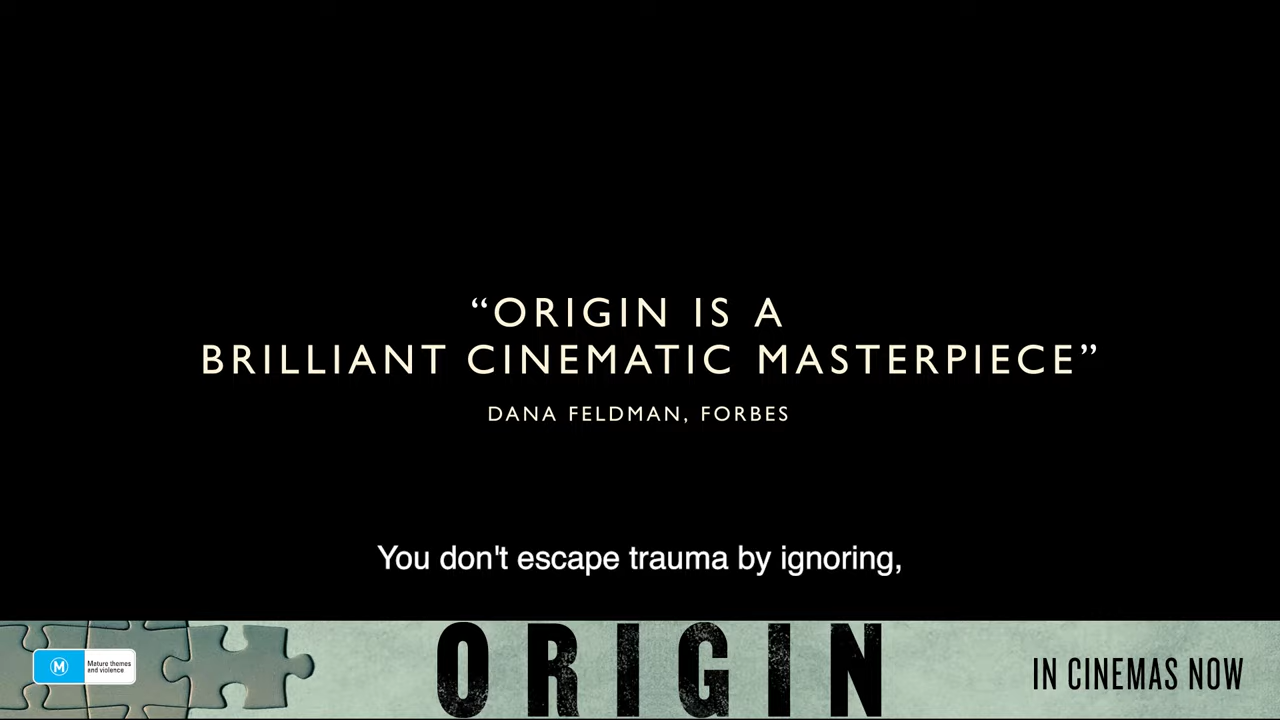 “ORIGIN IS A
BRILLIANT CINEMATIC MASTERPIECE”
DANA FELDMAN, FORBES
You don't escape trauma by ignoring,
M
Mature themes
and violence
ORIGIN
IN CINEMAS NOW